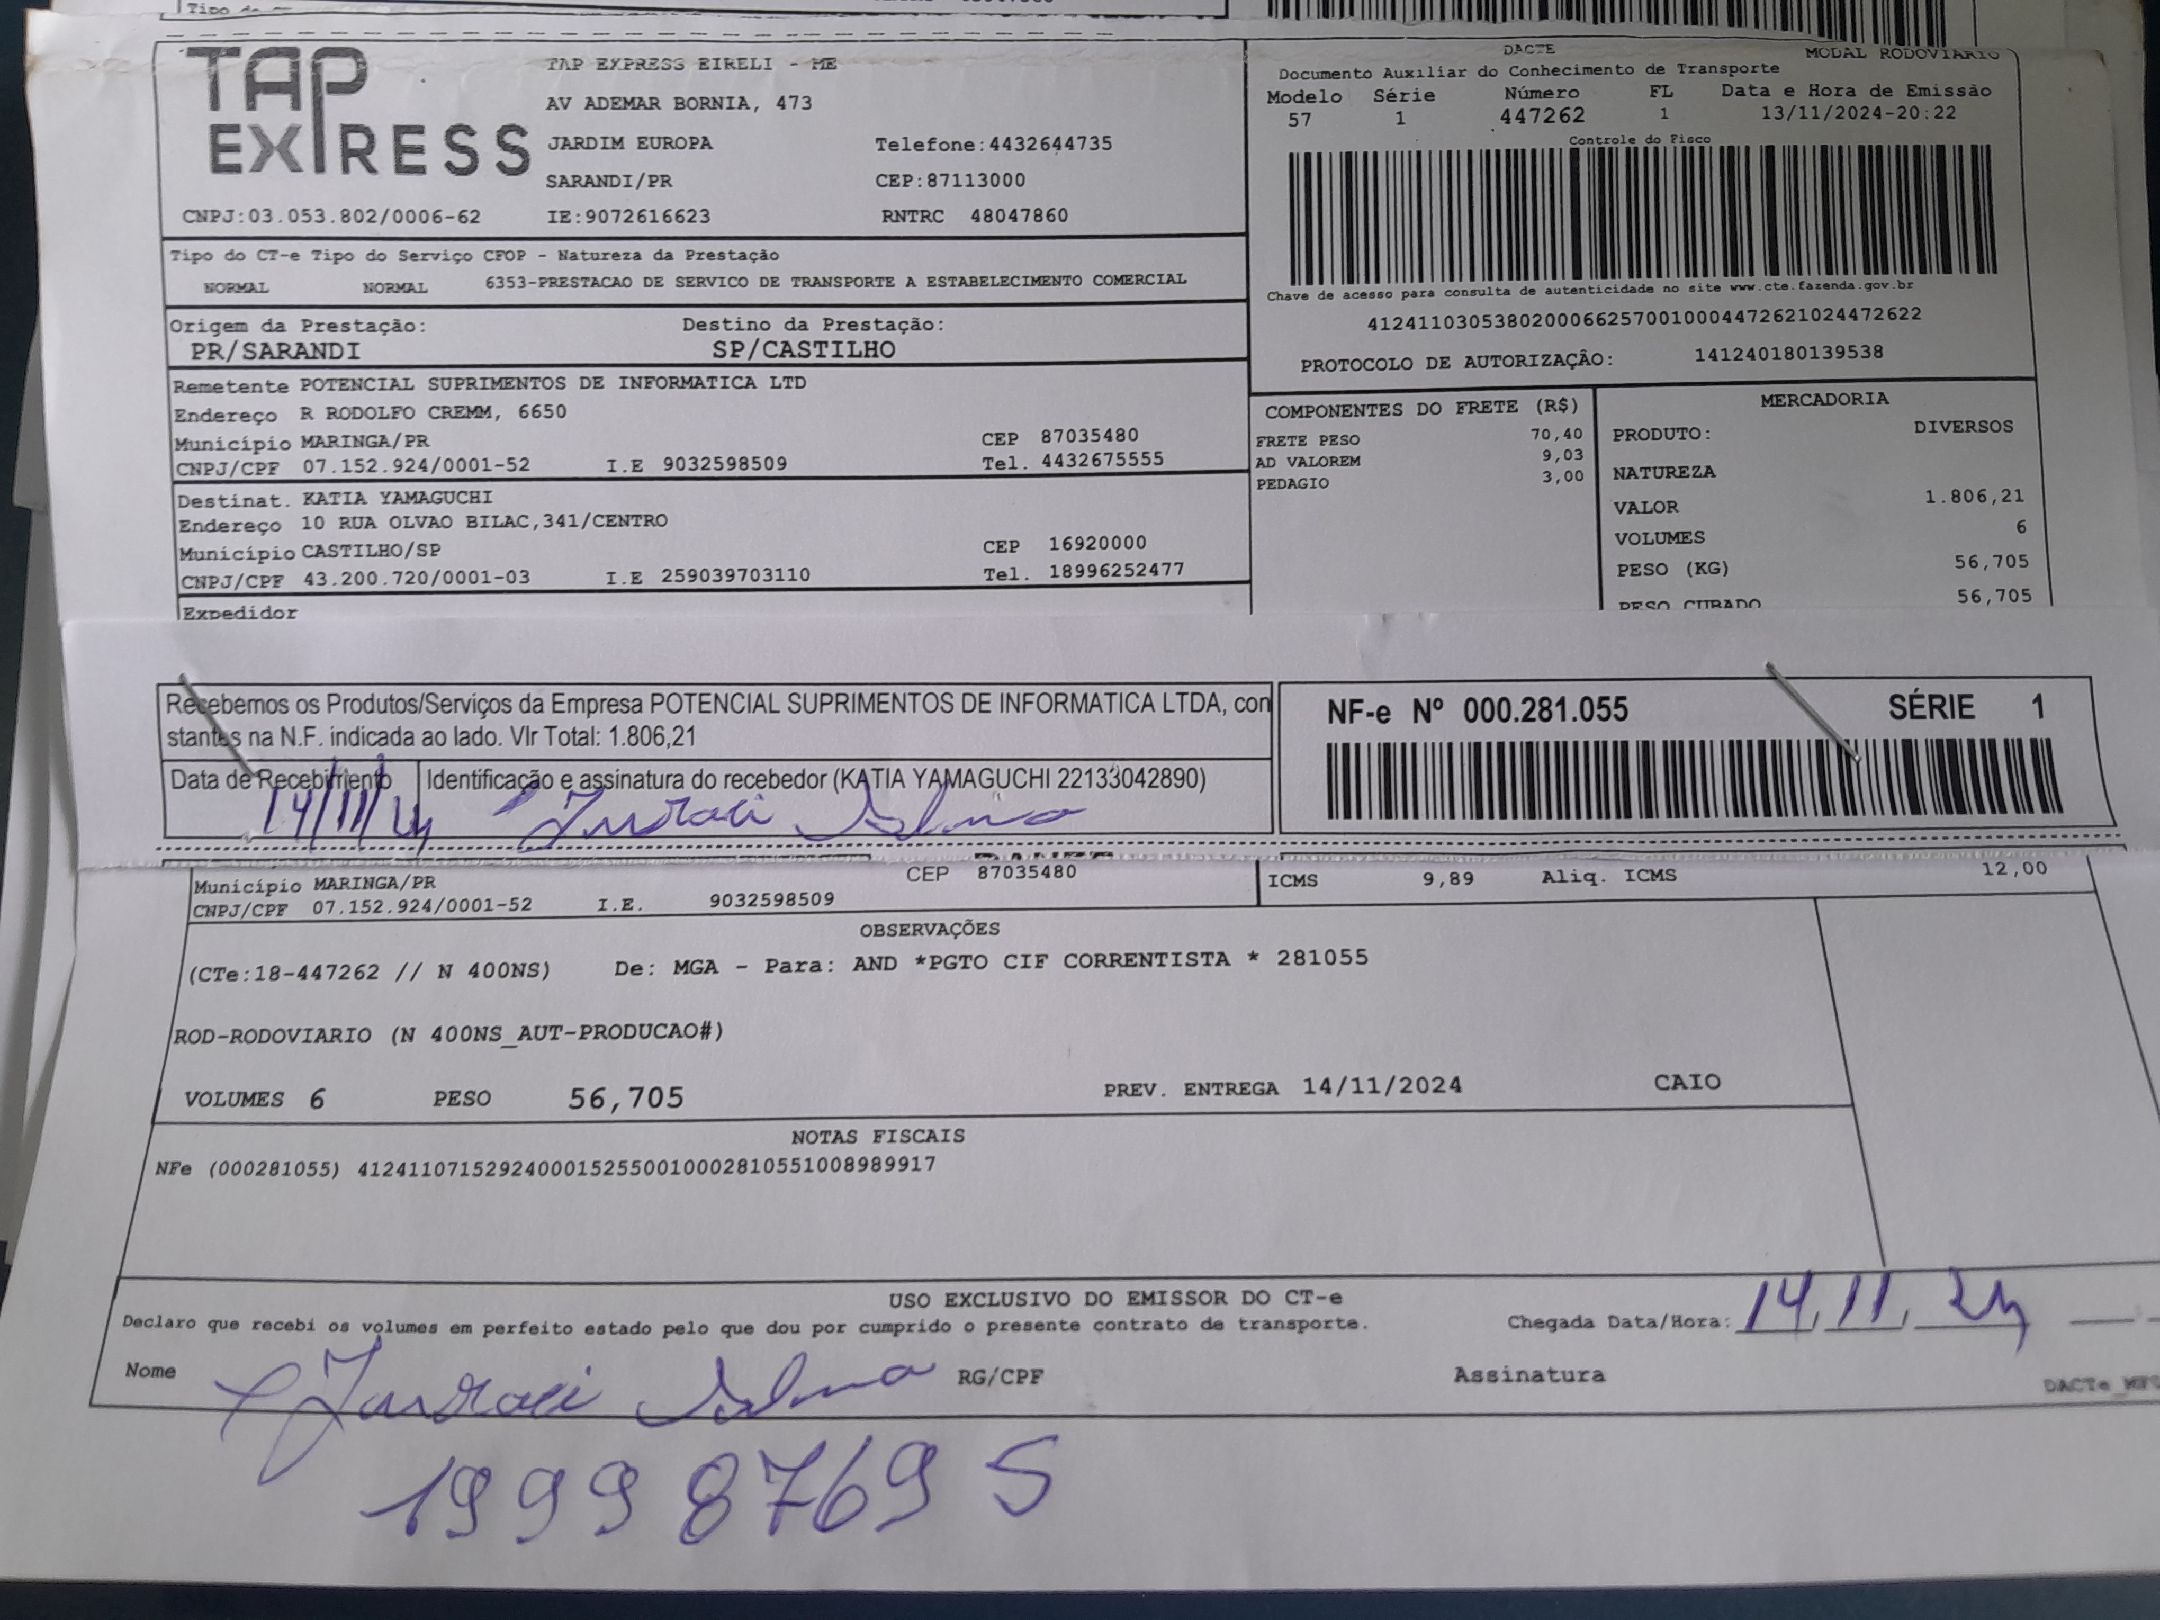 TAP EXPRESS
TAP EXPRESS EIRELI - ME
AV ADEMAR BORNIA, 473
JARDIM EUROPA Telefone:4432644735
SARANDI/PR CEP:87113000
CNPJ:03.053.802/0006-62 IE:9072616623 RNTRC 48047860
DACTE MODAL RODOVIARIO
Documento Auxiliar do Conhecimento de Transporte
Modelo Série Número FL Data e Hora de Emissão
57 1 447262 1 13/11/2024-20:22
Controle do Fisco
Chave de acesso para consulta de autenticidade no site www.cte.fazenda.gov.br
41241103053802000662570010004472621024472622
PROTOCOLO DE AUTORIZAÇÃO: 141240180139538
Tipo do CT-e Tipo do Serviço CFOP - Natureza da Prestação
NORMAL NORMAL 6353-PRESTACAO DE SERVICO DE TRANSPORTE A ESTABELECIMENTO COMERCIAL
Origem da Prestação: Destino da Prestação:
PR/SARANDI SP/CASTILHO
Remetente POTENCIAL SUPRIMENTOS DE INFORMATICA LTD
Endereço R RODOLFO CREMM, 6650
Município MARINGA/PR CEP 87035480
CNPJ/CPF 07.152.924/0001-52 I.E 9032598509 Tel. 4432675555
Destinat. KATIA YAMAGUCHI
Endereço 10 RUA OLVAO BILAC,341/CENTRO
Município CASTILHO/SP CEP 16920000
CNPJ/CPF 43.200.720/0001-03 I.E 259039703110 Tel. 18996252477
Expedidor
COMPONENTES DO FRETE (R$)
FRETE PESO 70,40
AD VALOREM 9,03
PEDAGIO 3,00
MERCADORIA
PRODUTO: DIVERSOS
NATUREZA
VALOR 1.806,21
VOLUMES 6
PESO (KG) 56,705
PESO CUBADO 56,705
Recebemos os Produtos/Serviços da Empresa POTENCIAL SUPRIMENTOS DE INFORMATICA LTDA, con
stantes na N.F. indicada ao lado. Vlr Total: 1.806,21
Data de Recebimento Identificação e assinatura do recebedor (KATIA YAMAGUCHI 22133042890)
14/11/24
NF-e Nº 000.281.055 SÉRIE 1
Município MARINGA/PR CEP 87035480
CNPJ/CPF 07.152.924/0001-52 I.E. 9032598509
ICMS 9,89 Aliq. ICMS 12,00
OBSERVAÇÕES
(CTe:18-447262 // N 400NS) De: MGA - Para: AND *PGTO CIF CORRENTISTA * 281055
ROD-RODOVIARIO (N 400NS_AUT-PRODUCAO#)
VOLUMES 6 PESO 56,705 PREV. ENTREGA 14/11/2024 CAIO
NOTAS FISCAIS
NFe (000281055) 41241107152924000152550010002810551008989917
USO EXCLUSIVO DO EMISSOR DO CT-e
Declaro que recebi os volumes em perfeito estado pelo que dou por cumprido o presente contrato de transporte. Chegada Data/Hora: 14 11 24
Nome RG/CPF Assinatura
19998769 5